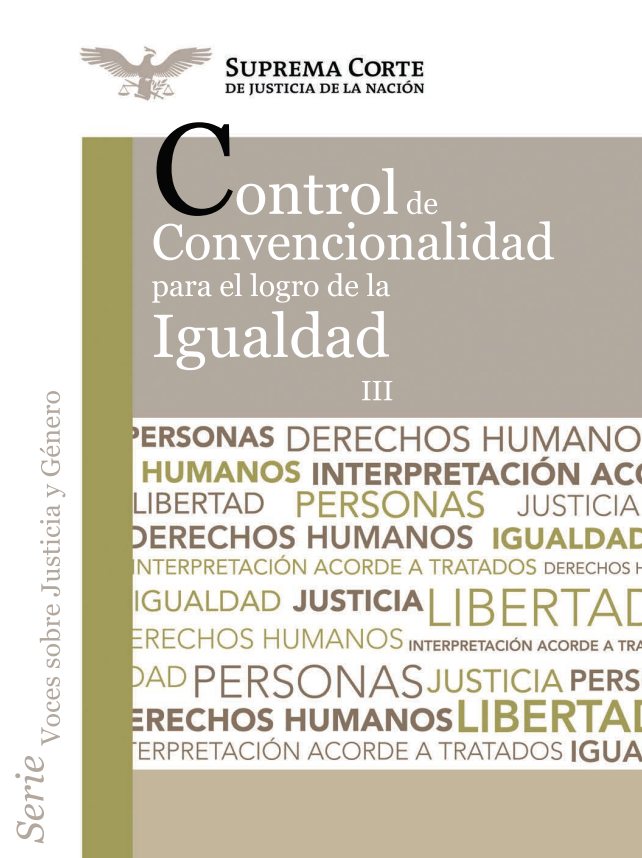 SUPREMA CORTE
DE JUSTICIA DE LA NACIÓN
Control de
Convencionalidad
para el logro de la
Igualdad
III
PERSONAS DERECHOS HUMANO
HUMANOS INTERPRETACIÓN ACO
LIBERTAD PERSONAS JUSTICIA
DERECHOS HUMANOS IGUALDAD
INTERPRETACIÓN ACORDE A TRATADOS DERECHOS H
IGUALDAD JUSTICIA LIBERTAD
ERECHOS HUMANOS INTERPRETACIÓN ACORDE A TRA
DAD PERSONAS JUSTICIA PERS
ERECHOS HUMANOS LIBERTAD
TERPRETACIÓN ACORDE A TRATADOS IGUA
Serie Voces sobre Justicia y Género